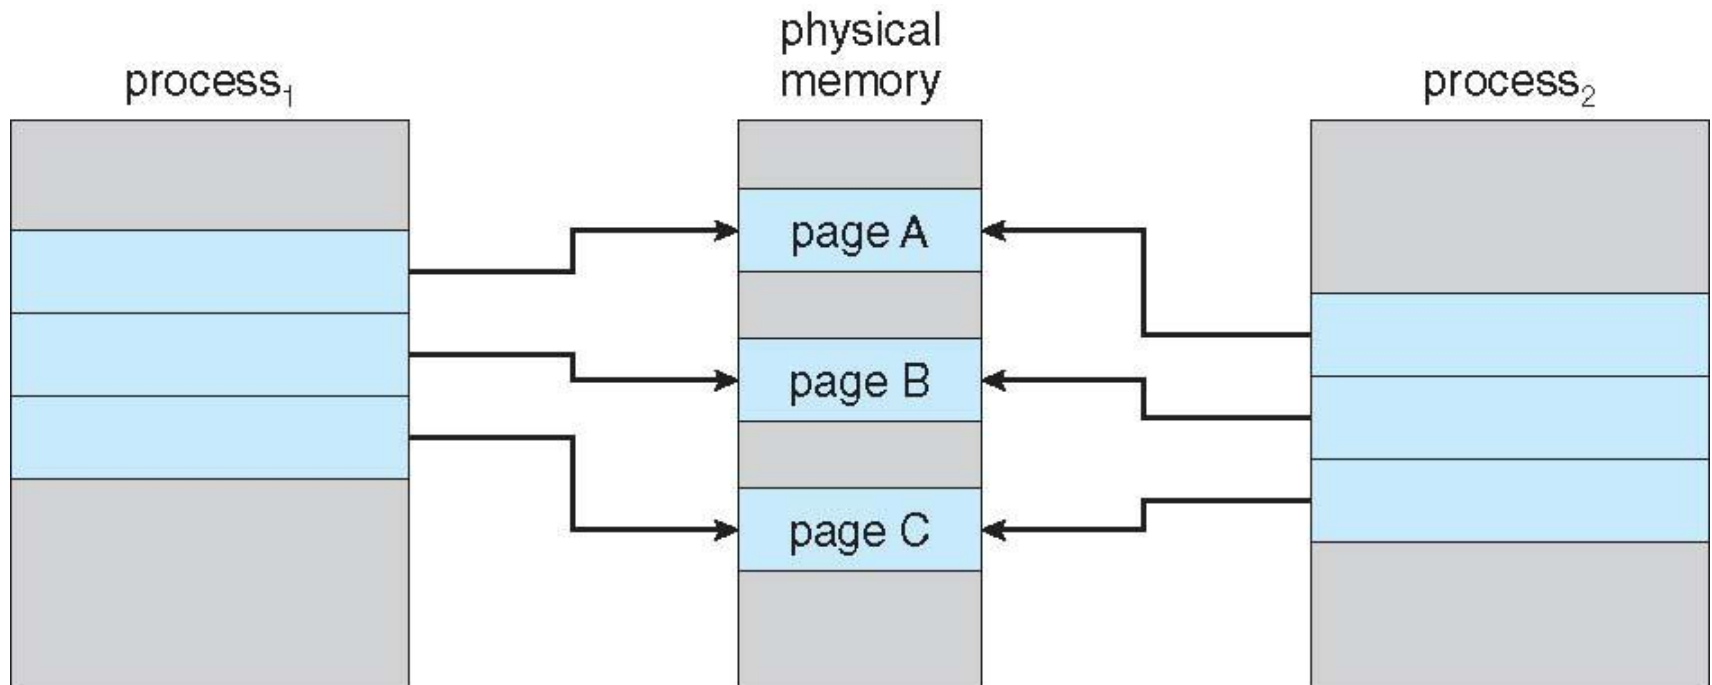 process₁
physical
memory
process₂
page A
page B
page C